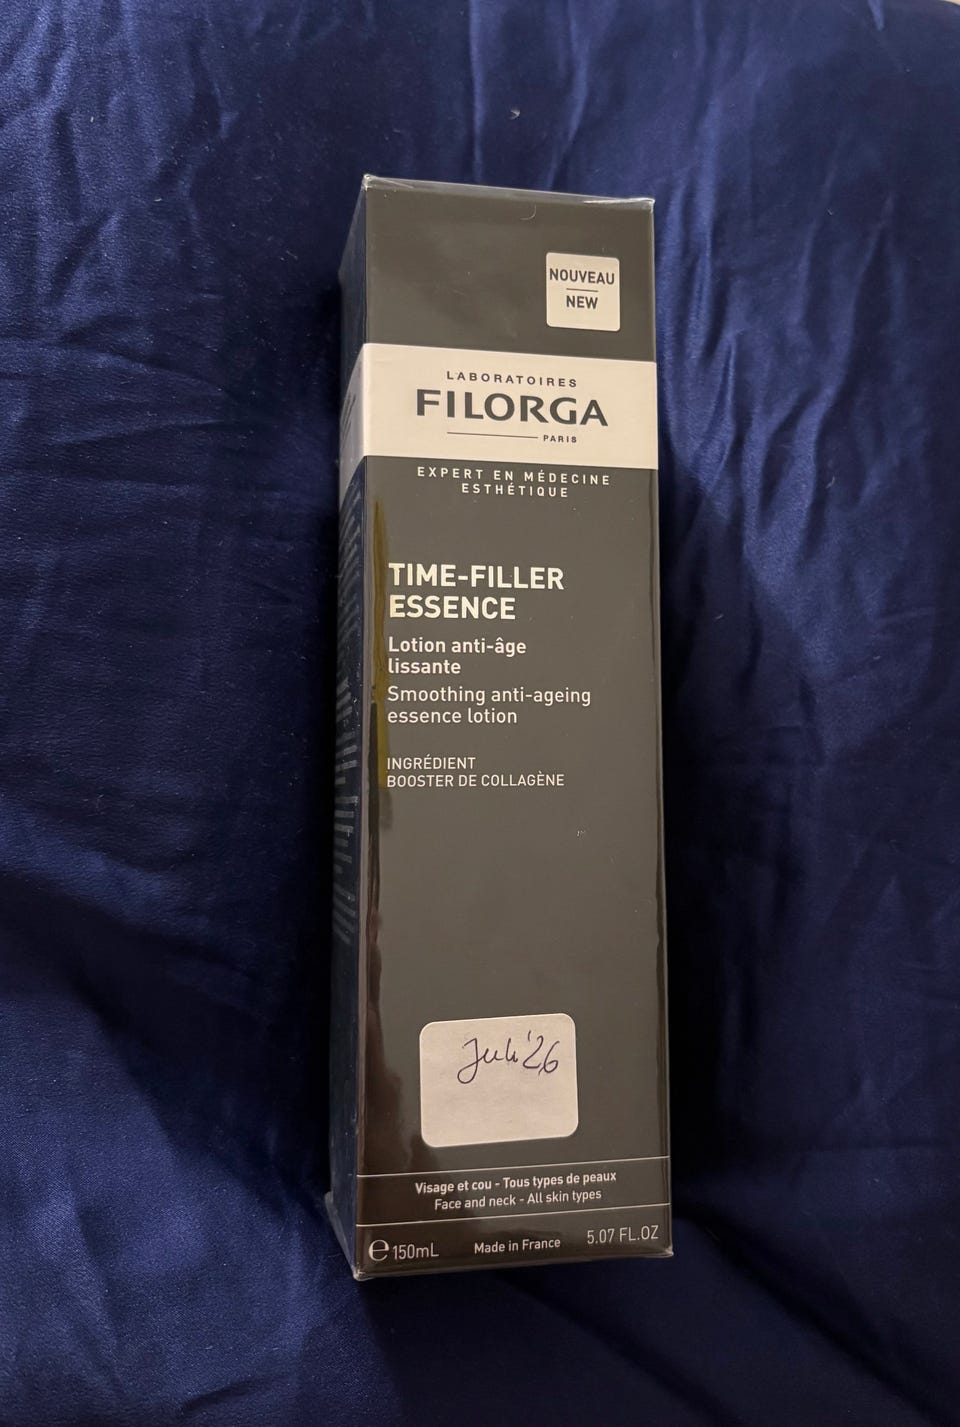 NOUVEAU
NEW
LABORATOIRES
FILORGA
PARIS
EXPERT EN MÉDECINE
ESTHÉTIQUE
TIME-FILLER
ESSENCE
Lotion anti-âge
lissante
Smoothing anti-ageing
essence lotion
INGRÉDIENT
BOOSTER DE COLLAGÈNE
Juli '26
Visage et cou - Tous types de peaux
Face and neck - All skin types
e 150mL Made in France 5.07 FL.OZ